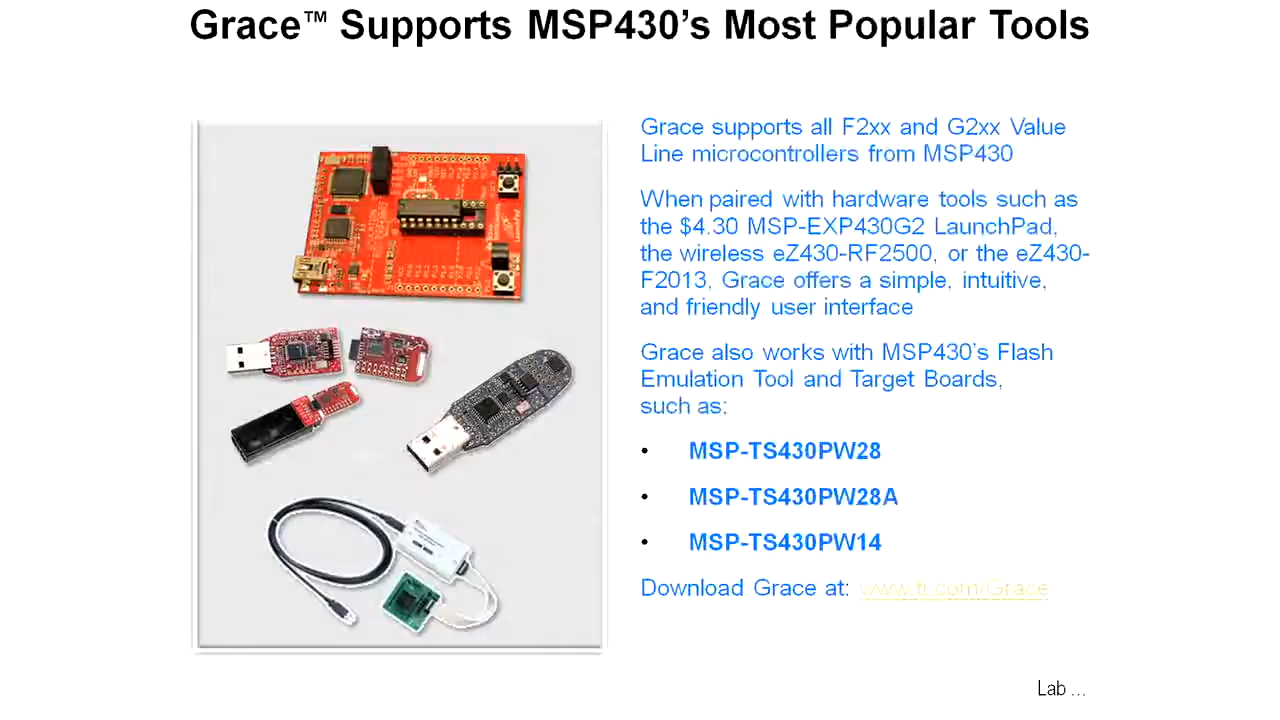 Grace™ Supports MSP430’s Most Popular Tools
Grace supports all F2xx and G2xx Value
Line microcontrollers from MSP430
When paired with hardware tools such as
the $4.30 MSP-EXP430G2 LaunchPad,
the wireless eZ430-RF2500, or the eZ430-
F2013, Grace offers a simple, intuitive,
and friendly user interface
Grace also works with MSP430’s Flash
Emulation Tool and Target Boards,
such as:
• MSP-TS430PW28
• MSP-TS430PW28A
• MSP-TS430PW14
Download Grace at: www.ti.com/Grace
Lab ...